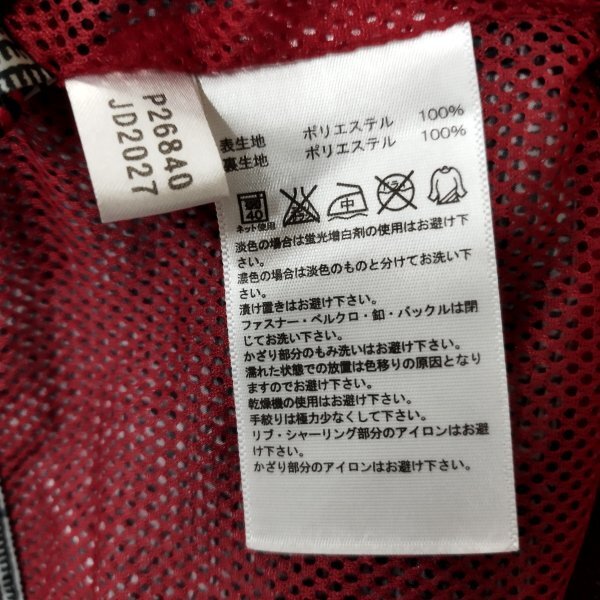 P26840
JD2027
表生地 ポリエステル 100%
裏生地 ポリエステル 100%
40
中
ネット使用
淡色の場合は蛍光増白剤の使用はお避け下
さい。
濃色の場合は淡色のものと分けてお洗い下
さい。
漬け置きはお避け下さい。
ファスナー・ベルクロ・釦・バックルは閉
じてお洗い下さい。
かざり部分のもみ洗いはお避け下さい。
濡れた状態での放置は色移りの原因となり
ますのでお避け下さい。
乾燥機の使用はお避け下さい。
手絞りは極力少なくして下さい。
リブ・シャーリング部分のアイロンはお避
け下さい。
かざり部分のアイロンはお避け下さい。